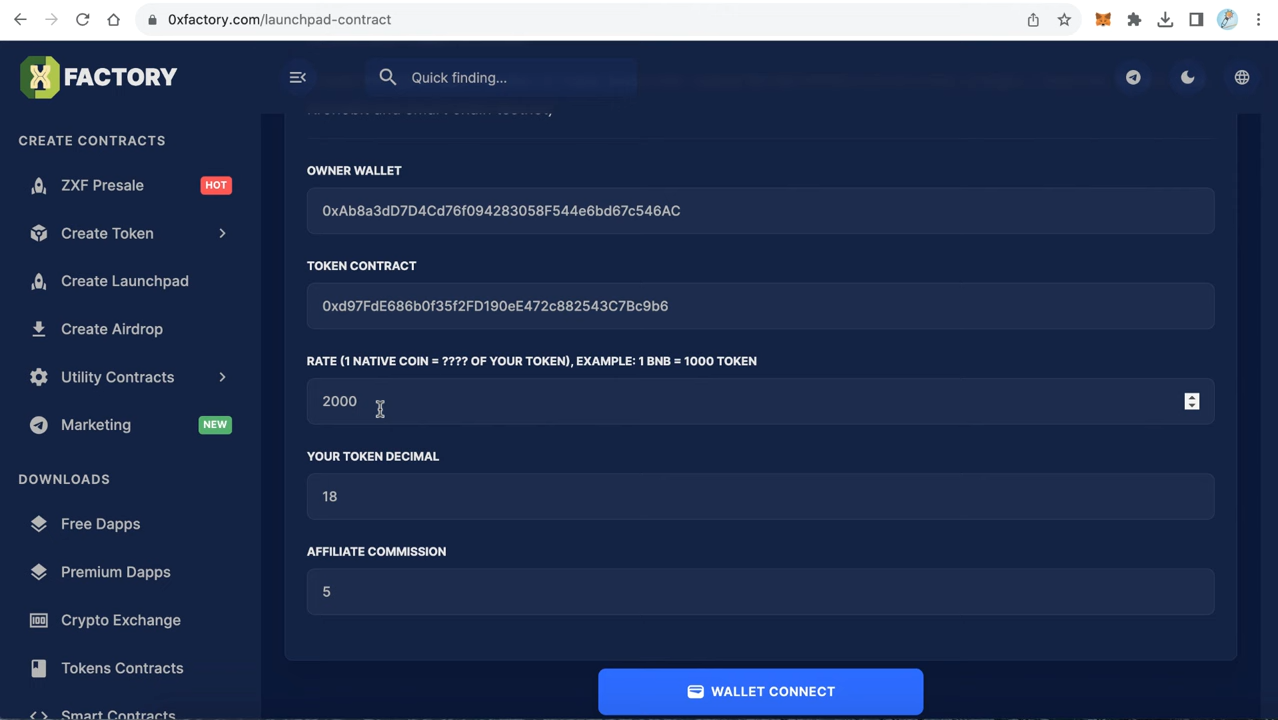 0xfactory.com/launchpad-contract
FACTORY
Quick finding...
CREATE CONTRACTS
ZXF Presale HOT
Create Token
Create Launchpad
Create Airdrop
Utility Contracts
Marketing NEW
DOWNLOADS
Free Dapps
Premium Dapps
Crypto Exchange
Tokens Contracts
Smart Contracts
OWNER WALLET
0xAb8a3dD7D4Cd76f094283058F544e6bd67c546AC
TOKEN CONTRACT
0xd97FdE686b0f35f2FD190eE472c882543C7Bc9b6
RATE (1 NATIVE COIN = ???? OF YOUR TOKEN), EXAMPLE: 1 BNB = 1000 TOKEN
2000
YOUR TOKEN DECIMAL
18
AFFILIATE COMMISSION
5
WALLET CONNECT